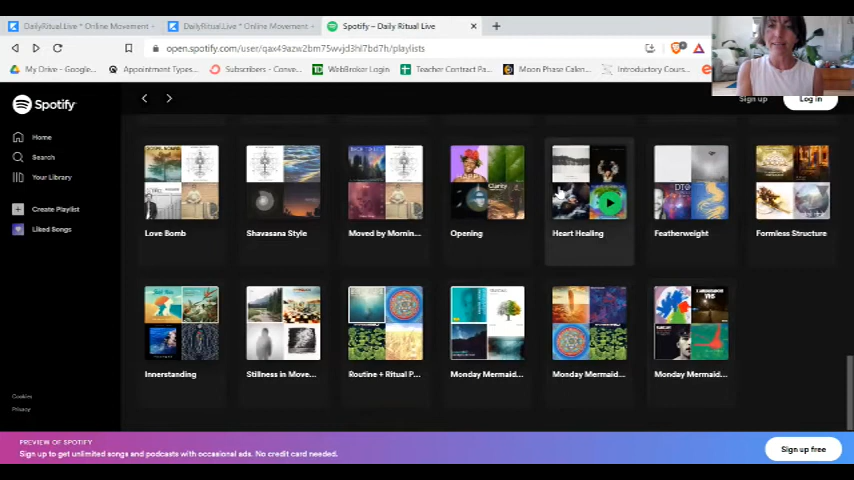 DailyRitual.Live * Online Movement
DailyRitual.Live * Online Movement
Spotify – Daily Ritual Live
open.spotify.com/user/qax49azw2bm75wvjd3hl7bd7h/playlists
My Drive - Google...
Appointment Types...
Subscribers - Conve...
WebBroker Login
Teacher Contract Pa...
Moon Phase Calen...
Introductory Cour...
Spotify
Sign up
Log in
Home
Search
Your Library
Create Playlist
Liked Songs
Love Bomb
Shavasana Style
Moved by Mornin...
Opening
Heart Healing
Featherweight
Formless Structure
Innerstanding
Stillness in Move...
Routine + Ritual P...
Monday Mermaid...
Monday Mermaid...
Monday Mermaid...
Cookies
Privacy
PREVIEW OF SPOTIFY
Sign up to get unlimited songs and podcasts with occasional ads. No credit card needed.
Sign up free